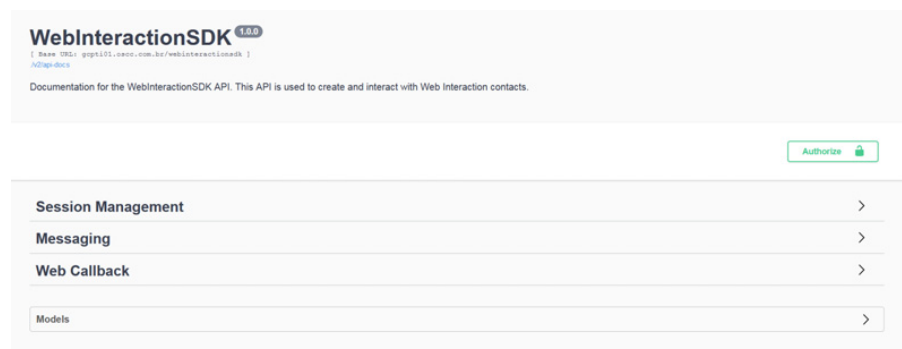 WebInteractionSDK 1.0.0
[ Base URL: gcpti01.oscc.com.br/webinteractionsdk ]
/v2/api-docs
Documentation for the WebInteractionSDK API. This API is used to create and interact with Web Interaction contacts.
Authorize
Session Management
Messaging
Web Callback
Models